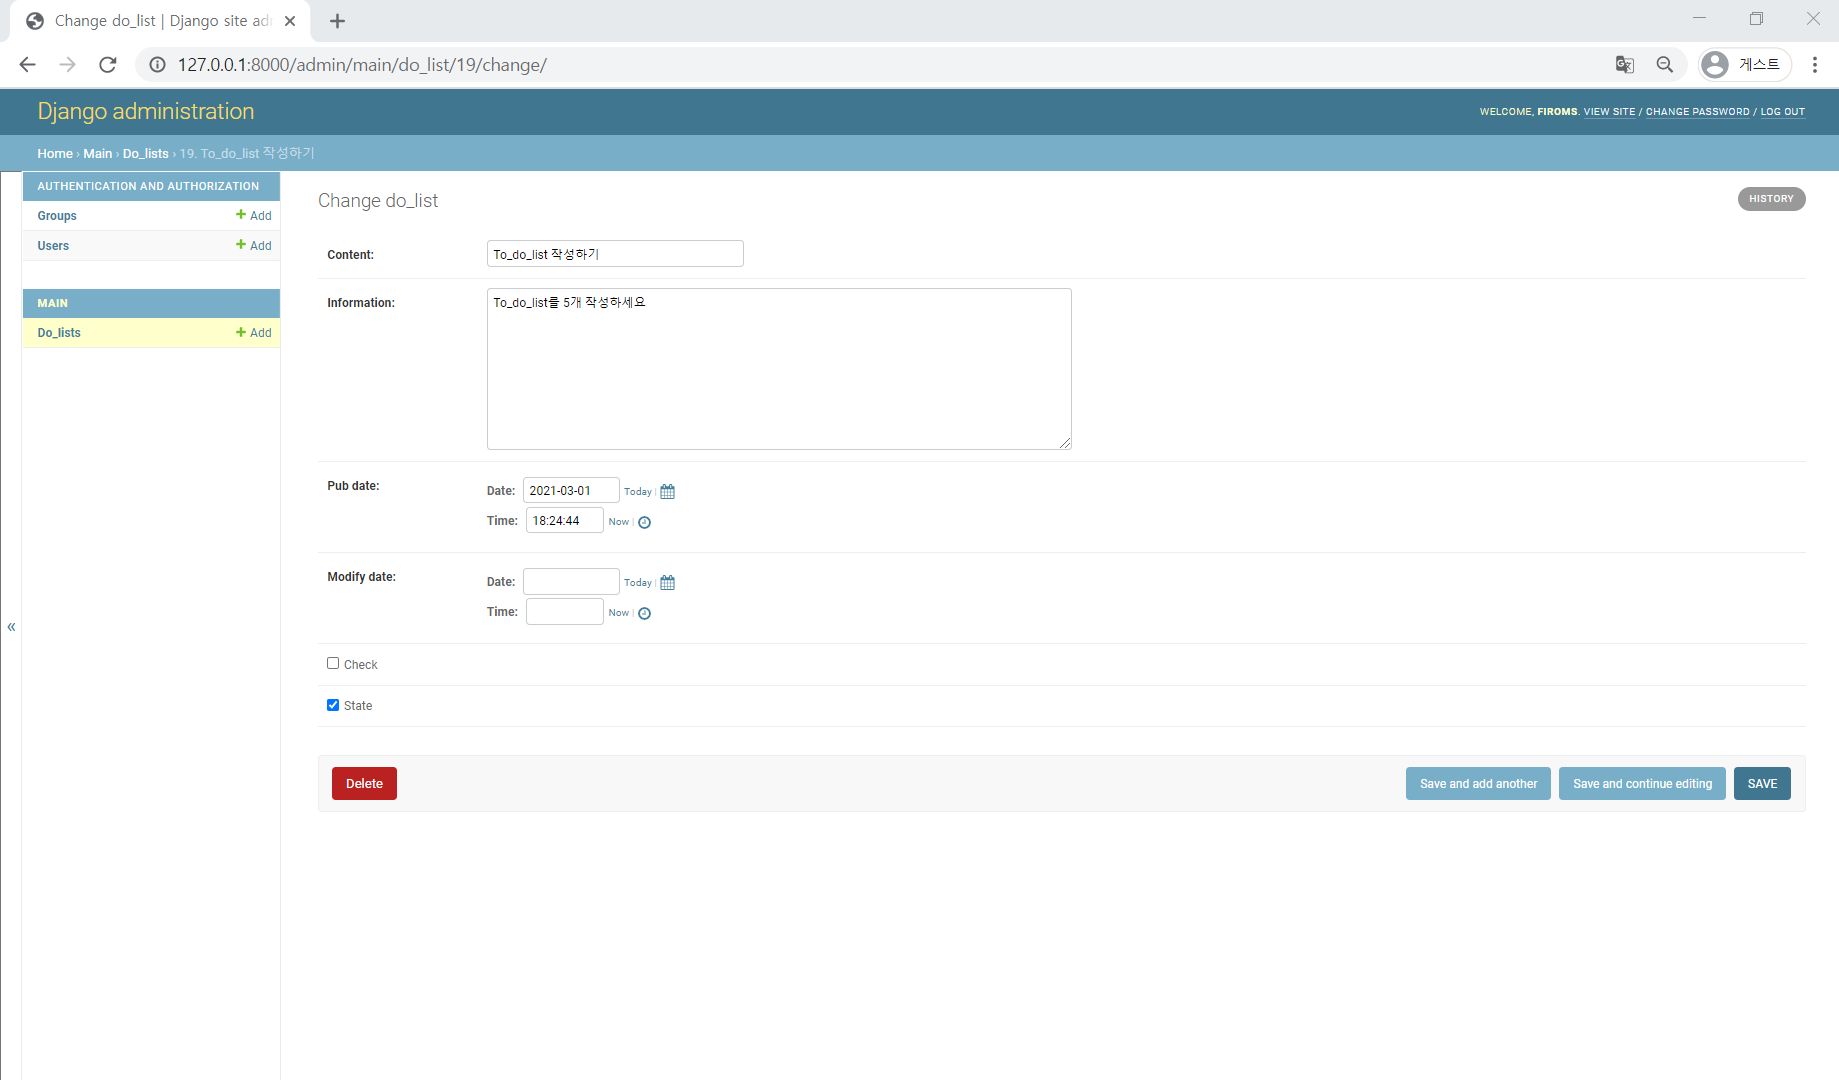 Change do_list | Django site adr
127.0.0.1:8000/admin/main/do_list/19/change/
게스트
Django administration
WELCOME, FIROMS. VIEW SITE / CHANGE PASSWORD / LOG OUT
Home › Main › Do_lists › 19. To_do_list 작성하기
AUTHENTICATION AND AUTHORIZATION
Groups + Add
Users + Add
MAIN
Do_lists + Add
«
Change do_list
HISTORY
Content: To_do_list 작성하기
Information: To_do_list를 5개 작성하세요
Pub date: Date: 2021-03-01 Today |
Time: 18:24:44 Now |
Modify date: Date: Today |
Time: Now |
Check
State
Delete
Save and add another
Save and continue editing
SAVE